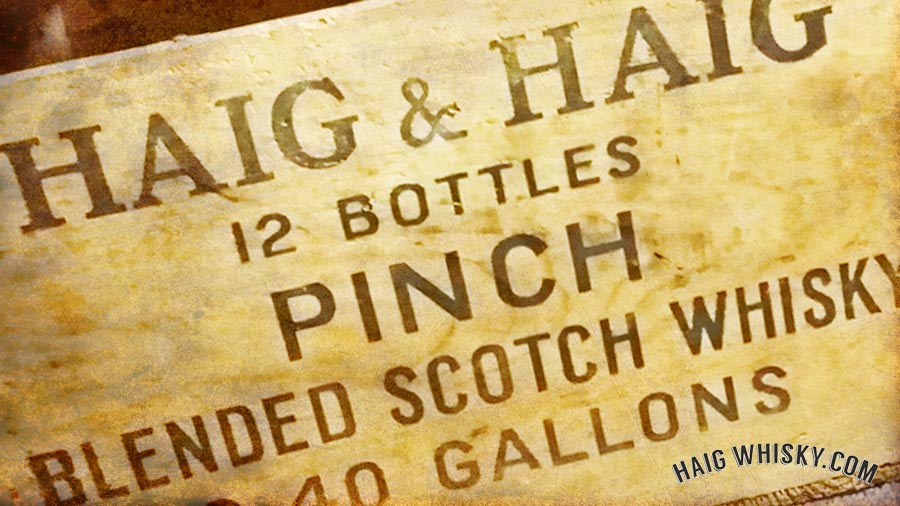 HAIG & HAIG
12 BOTTLES
PINCH
BLENDED SCOTCH WHISKY
40 GALLONS
HAIG WHISKY.COM